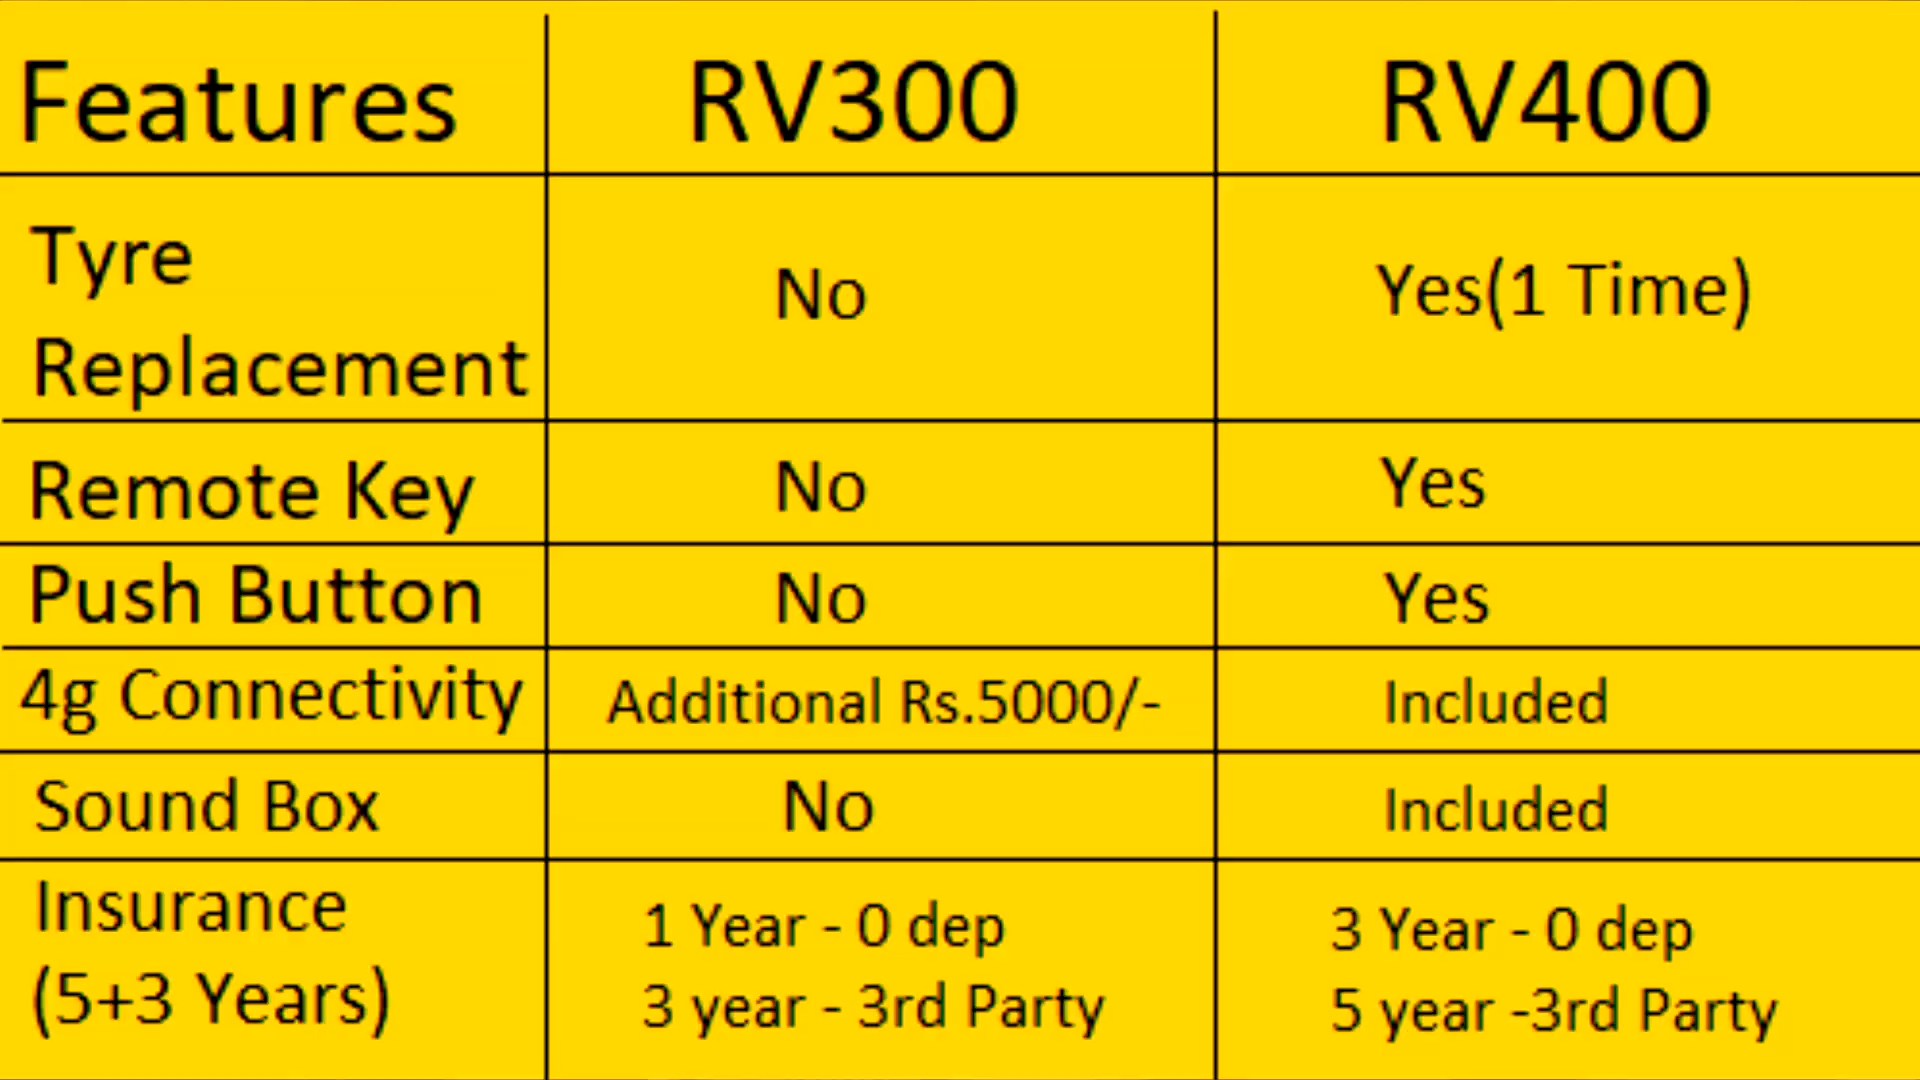 Features RV300 RV400
Tyre
Replacement
No
Yes(1 Time)
Remote Key No Yes
Push Button No Yes
4g Connectivity Additional Rs.5000/- Included
Sound Box No Included
Insurance
(5+3 Years)
1 Year - 0 dep
3 year - 3rd Party
3 Year - 0 dep
5 year -3rd Party